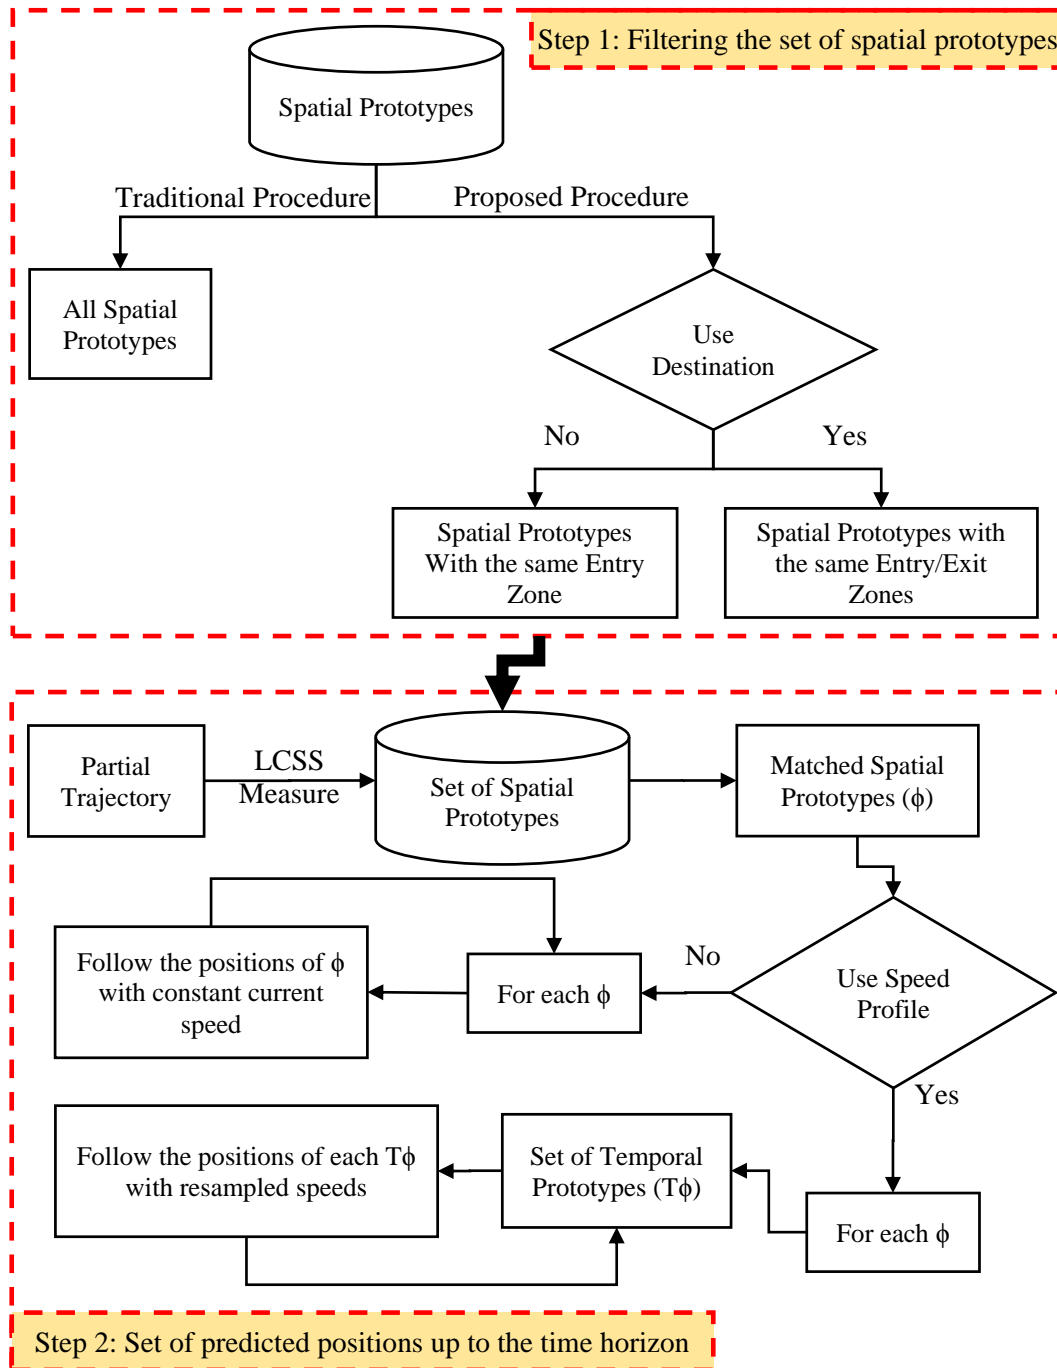 Step 1: Filtering the set of spatial prototypes
Spatial Prototypes
Traditional Procedure
Proposed Procedure
All Spatial
Prototypes
Use
Destination
No
Yes
Spatial Prototypes
With the same Entry
Zone
Spatial Prototypes with
the same Entry/Exit
Zones
Partial
Trajectory
LCSS
Measure
Set of Spatial
Prototypes
Matched Spatial
Prototypes (ϕ)
Follow the positions of ϕ
with constant current
speed
For each ϕ
No
Use Speed
Profile
Yes
Follow the positions of each Tϕ
with resampled speeds
Set of Temporal
Prototypes (Tϕ)
For each ϕ
Step 2: Set of predicted positions up to the time horizon